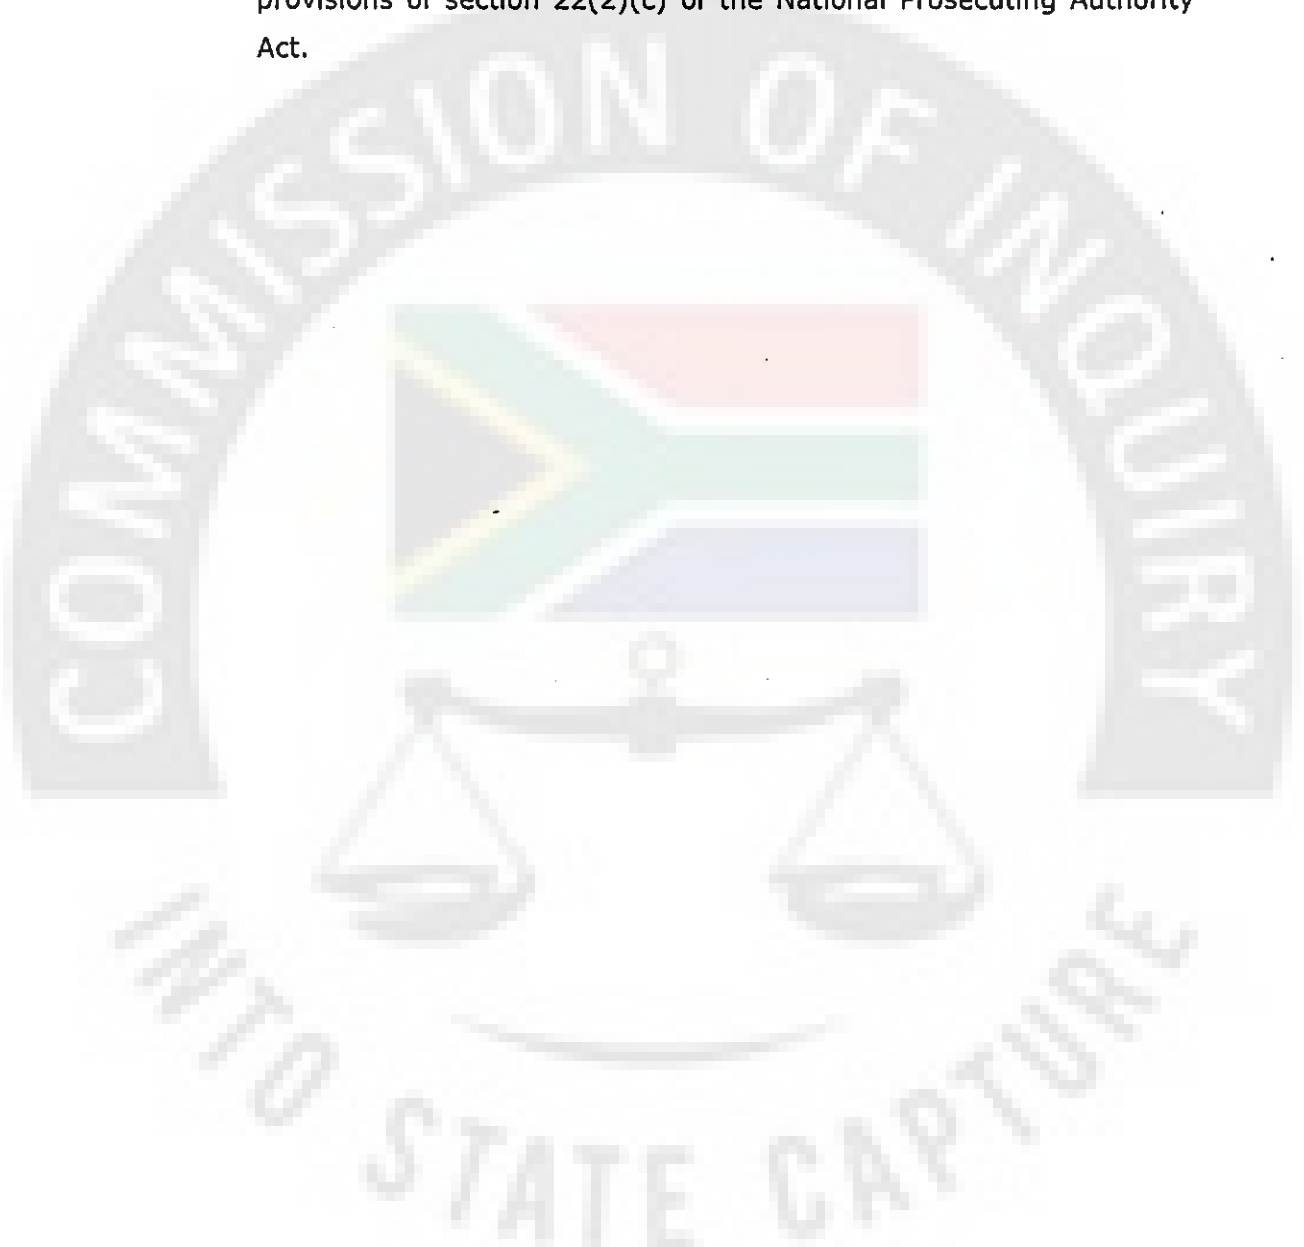 provisions of section 22(2)(c) of the National Prosecuting Authority
Act.
COMMISSION OF INQUIRY
INTO STATE CAPTURE